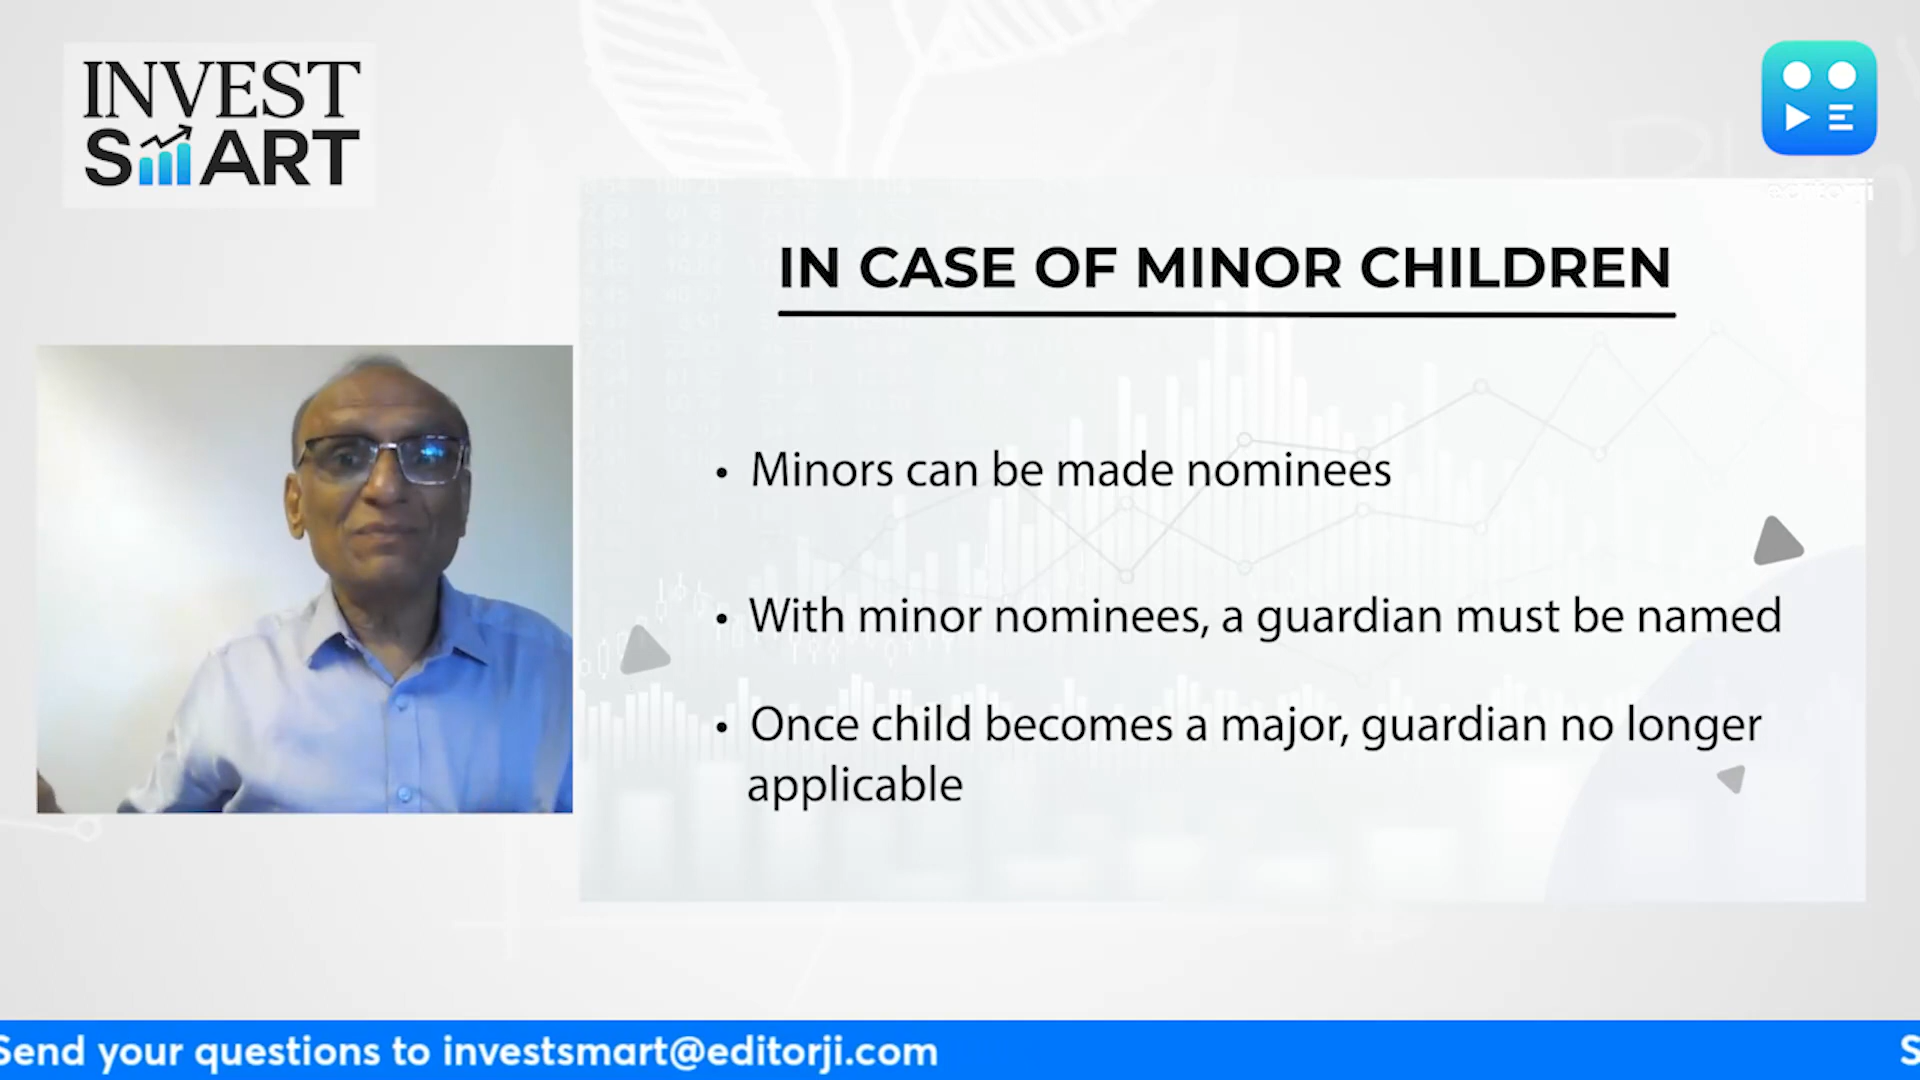 INVEST
SMART
editorji
IN CASE OF MINOR CHILDREN
• Minors can be made nominees
• With minor nominees, a guardian must be named
• Once child becomes a major, guardian no longer
applicable
Send your questions to investsmart@editorji.com
S